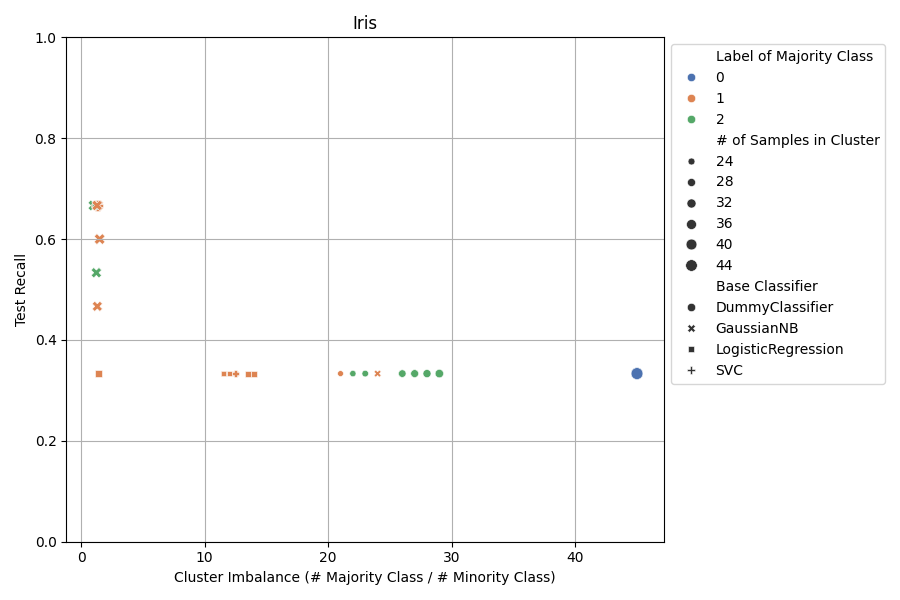 Iris
1.0
0.8
0.6
0.4
0.2
0.0
Test Recall
0
10
20
30
40
Cluster Imbalance (# Majority Class / # Minority Class)
Label of Majority Class
0
1
2
# of Samples in Cluster
24
28
32
36
40
44
Base Classifier
DummyClassifier
GaussianNB
LogisticRegression
SVC